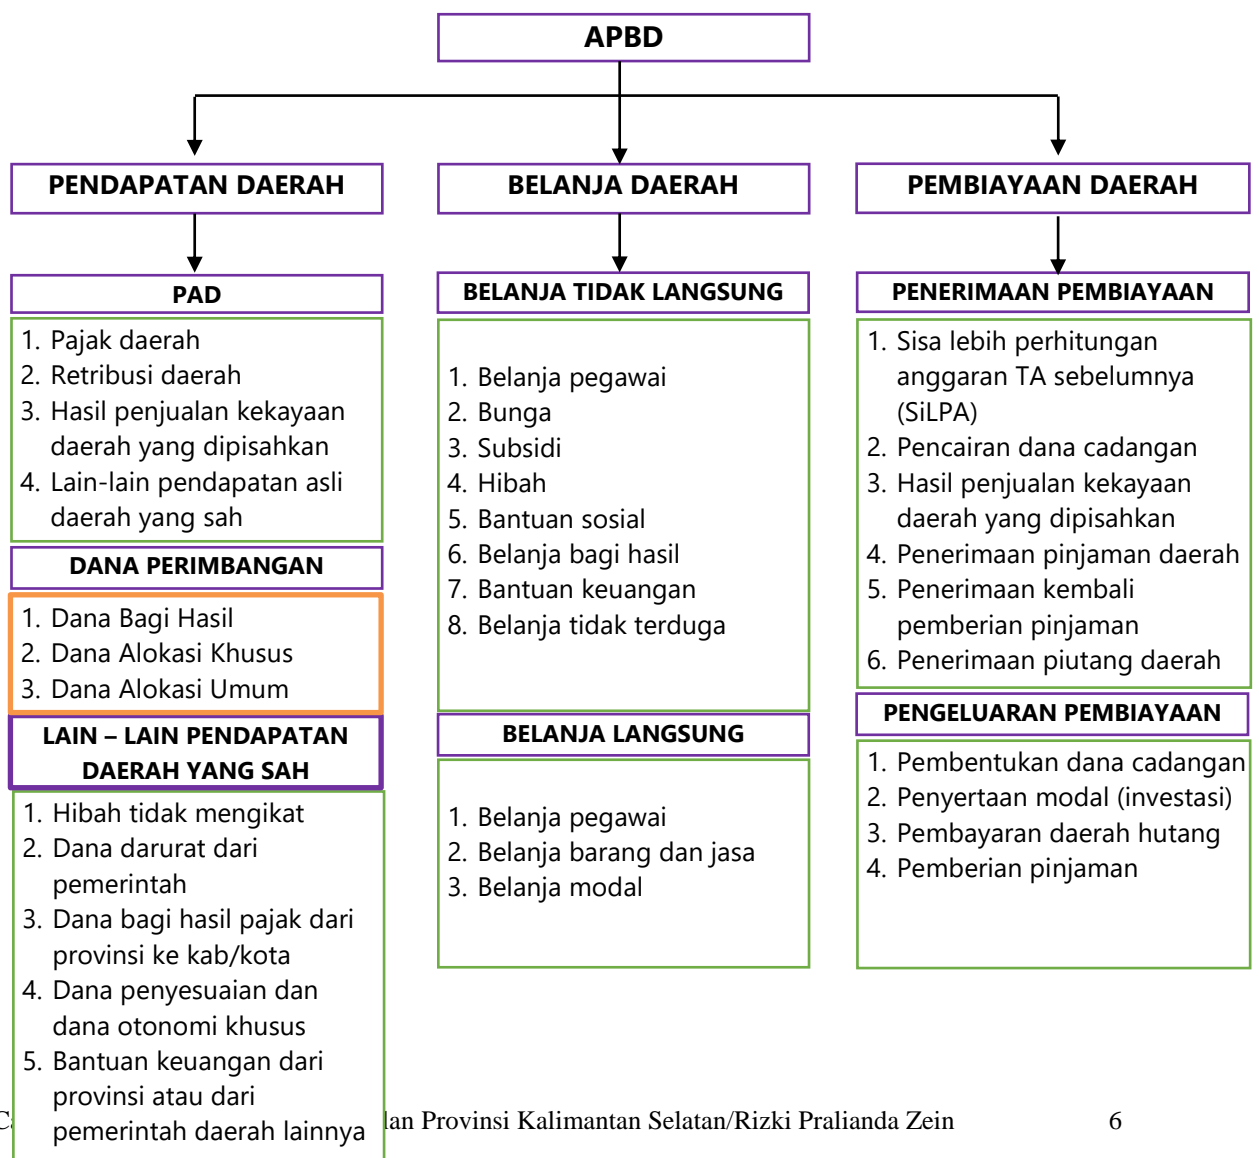 APBD
PENDAPATAN DAERAH
PAD
1. Pajak daerah
2. Retribusi daerah
3. Hasil penjualan kekayaan
daerah yang dipisahkan
4. Lain-lain pendapatan asli
daerah yang sah
DANA PERIMBANGAN
1. Dana Bagi Hasil
2. Dana Alokasi Khusus
3. Dana Alokasi Umum
LAIN – LAIN PENDAPATAN
DAERAH YANG SAH
1. Hibah tidak mengikat
2. Dana darurat dari
pemerintah
3. Dana bagi hasil pajak dari
provinsi ke kab/kota
4. Dana penyesuaian dan
dana otonomi khusus
5. Bantuan keuangan dari
provinsi atau dari
pemerintah daerah lainnya
BELANJA DAERAH
BELANJA TIDAK LANGSUNG
1. Belanja pegawai
2. Bunga
3. Subsidi
4. Hibah
5. Bantuan sosial
6. Belanja bagi hasil
7. Bantuan keuangan
8. Belanja tidak terduga
BELANJA LANGSUNG
1. Belanja pegawai
2. Belanja barang dan jasa
3. Belanja modal
PEMBIAYAAN DAERAH
PENERIMAAN PEMBIAYAAN
1. Sisa lebih perhitungan
anggaran TA sebelumnya
(SiLPA)
2. Pencairan dana cadangan
3. Hasil penjualan kekayaan
daerah yang dipisahkan
4. Penerimaan pinjaman daerah
5. Penerimaan kembali
pemberian pinjaman
6. Penerimaan piutang daerah
PENGELUARAN PEMBIAYAAN
1. Pembentukan dana cadangan
2. Penyertaan modal (investasi)
3. Pembayaran daerah hutang
4. Pemberian pinjaman
Provinsi Kalimantan Selatan/Rizki Pralianda Zein 6